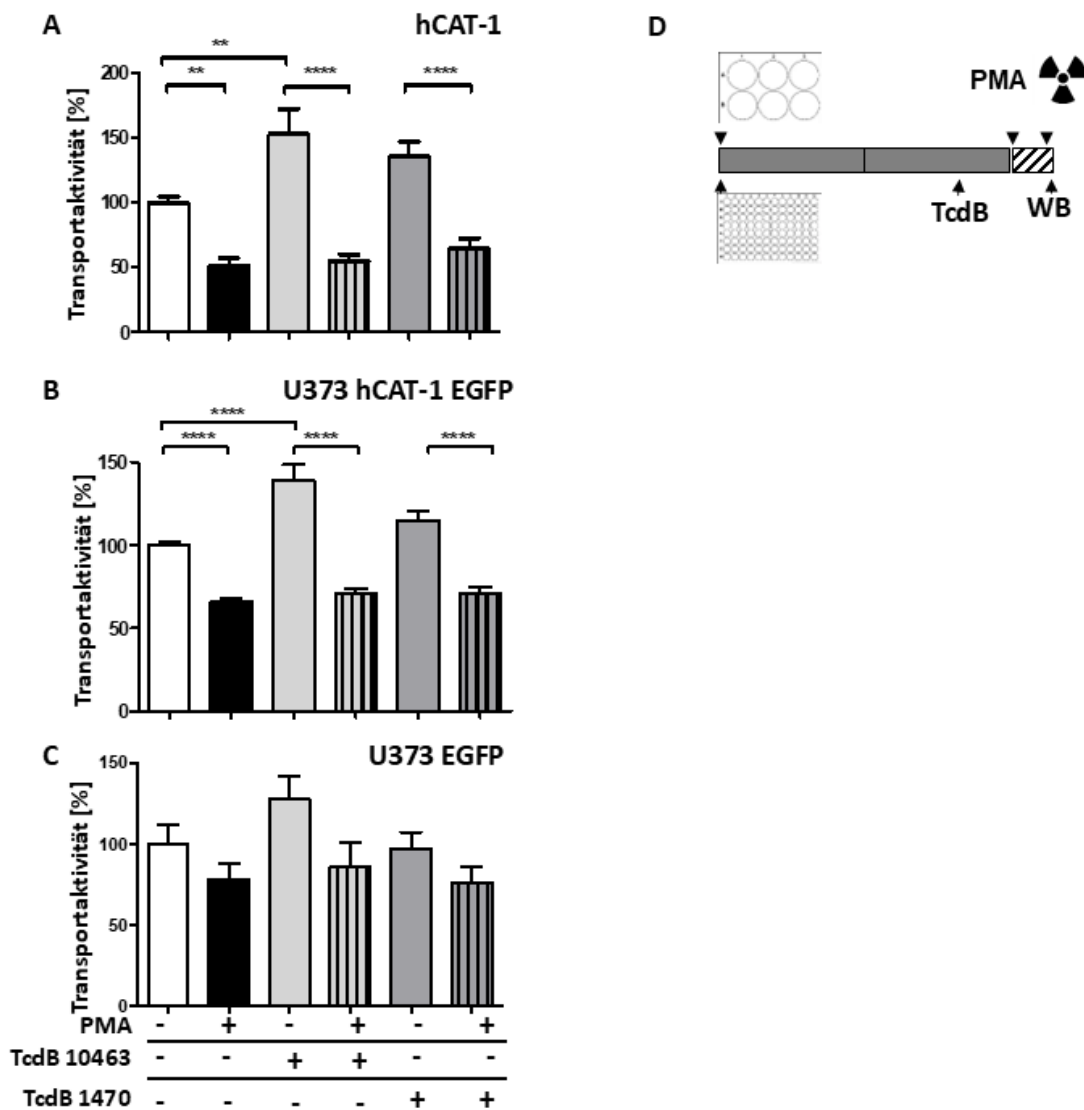 A
hCAT-1
**
** **** ****
Transportaktivität [%]
200
150
100
50
0
B
U373 hCAT-1 EGFP
****
**** **** ****
Transportaktivität [%]
150
100
50
0
C
U373 EGFP
Transportaktivität [%]
150
100
50
0
PMA - + - + - +
TcdB 10463 - - + + - -
TcdB 1470 - - - - + +
D
PMA
TcdB
WB